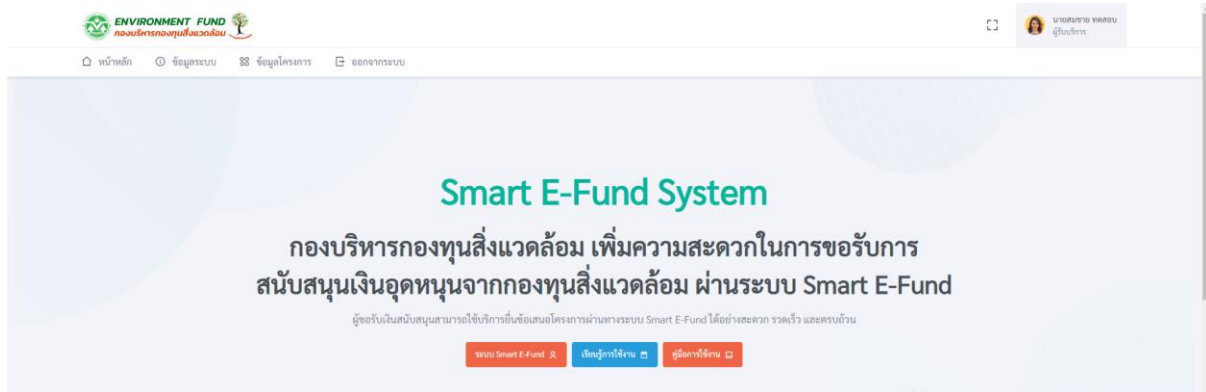 ENVIRONMENT FUND
กองบริหารกองทุนสิ่งแวดล้อม
นายสมชาย ทดสอบ
ผู้รับบริการ
หน้าหลัก
ข้อมูลระบบ
ข้อมูลโครงการ
ออกจากระบบ
Smart E-Fund System
กองบริหารกองทุนสิ่งแวดล้อม เพิ่มความสะดวกในการขอรับการ
สนับสนุนเงินอุดหนุนจากกองทุนสิ่งแวดล้อม ผ่านระบบ Smart E-Fund
ผู้ขอรับเงินสนับสนุนสามารถใช้บริการยื่นข้อเสนอโครงการผ่านทางระบบ Smart E-Fund ได้อย่างสะดวก รวดเร็ว และครบถ้วน
ระบบ Smart E-Fund
เรียนรู้การใช้งาน
คู่มือการใช้งาน